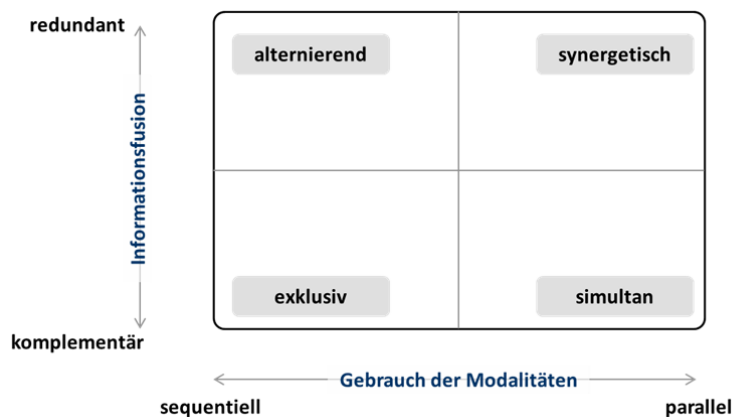 redundant
alternierend
synergetisch
Informationsfusion
exklusiv
simultan
komplementär
Gebrauch der Modalitäten
sequentiell
parallel